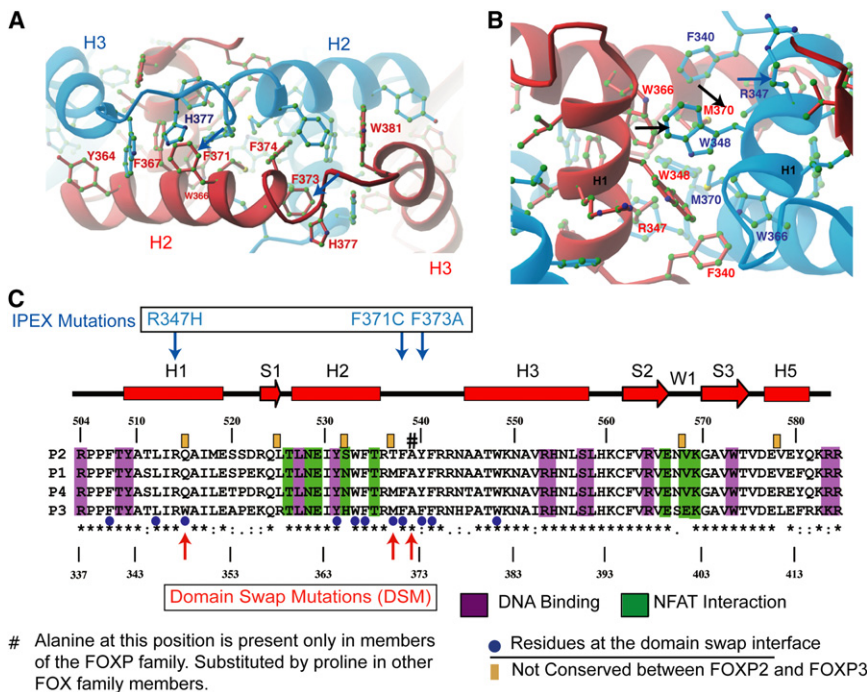 A
H3
H2
H377
Y364
F367
F371
W366
F374
W381
F373
H377
H2
H3
B
F340
W366
M370
R347
W348
H1
H1
W348
M370
R347
W366
F340
C
IPEX Mutations
R347H F371C F373A
H1 S1 H2 H3 S2 W1 S3 H5
504 510 520 530 540 550 560 570 580
#
P2 RPPFTYATLIRQAIMESSDRQLTLNEIYSWFTRTFAYFRRNAATWKNAVRHNLSLHKCFVRVENVKGAVWTVDEVEYQKRR
P1 RPPFTYATLIRQAILESPEKQLTLNEIYNWFTRMFAYFRRNAATWKNAVRHNLSLHKCFVRVENVKGAVWTVDEVEFQKRR
P4 RPPFTYASLIRQAILETPDRQLTLNEIYNWFTRMFAYFRRNTATWKNAVRHNLSLHKCFVRVENVKGAVWTVDEREYQKRR
P3 RPPFTYATLIRWAILEAPEKQRTLNEIYHWFTRMFAFFRNHPATWKNAIRHNLSLHKCFVRVESEKGAVWTVDELEFRKKR
337 343 353 363 373 383 393 403 413
Domain Swap Mutations (DSM)
DNA Binding NFAT Interaction
# Alanine at this position is present only in members
of the FOXP family. Substituted by proline in other
FOX family members.
Residues at the domain swap interface
Not Conserved between FOXP2 and FOXP3